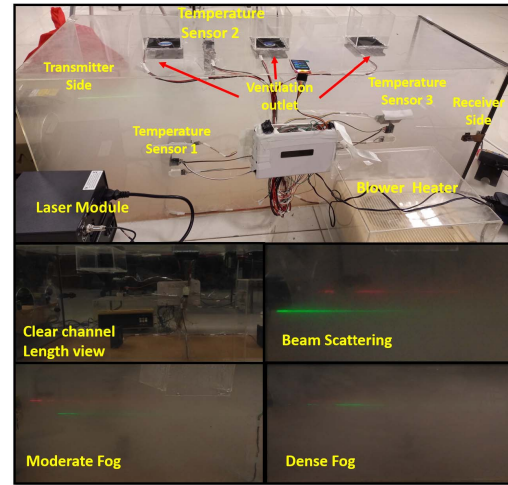 Temperature
Sensor 2
Transmitter
Side
Ventilation
outlet
Temperature
Sensor 3
Receiver
Side
Temperature
Sensor 1
Blower Heater
Laser Module
Clear channel
Length view
Beam Scattering
Moderate Fog
Dense Fog